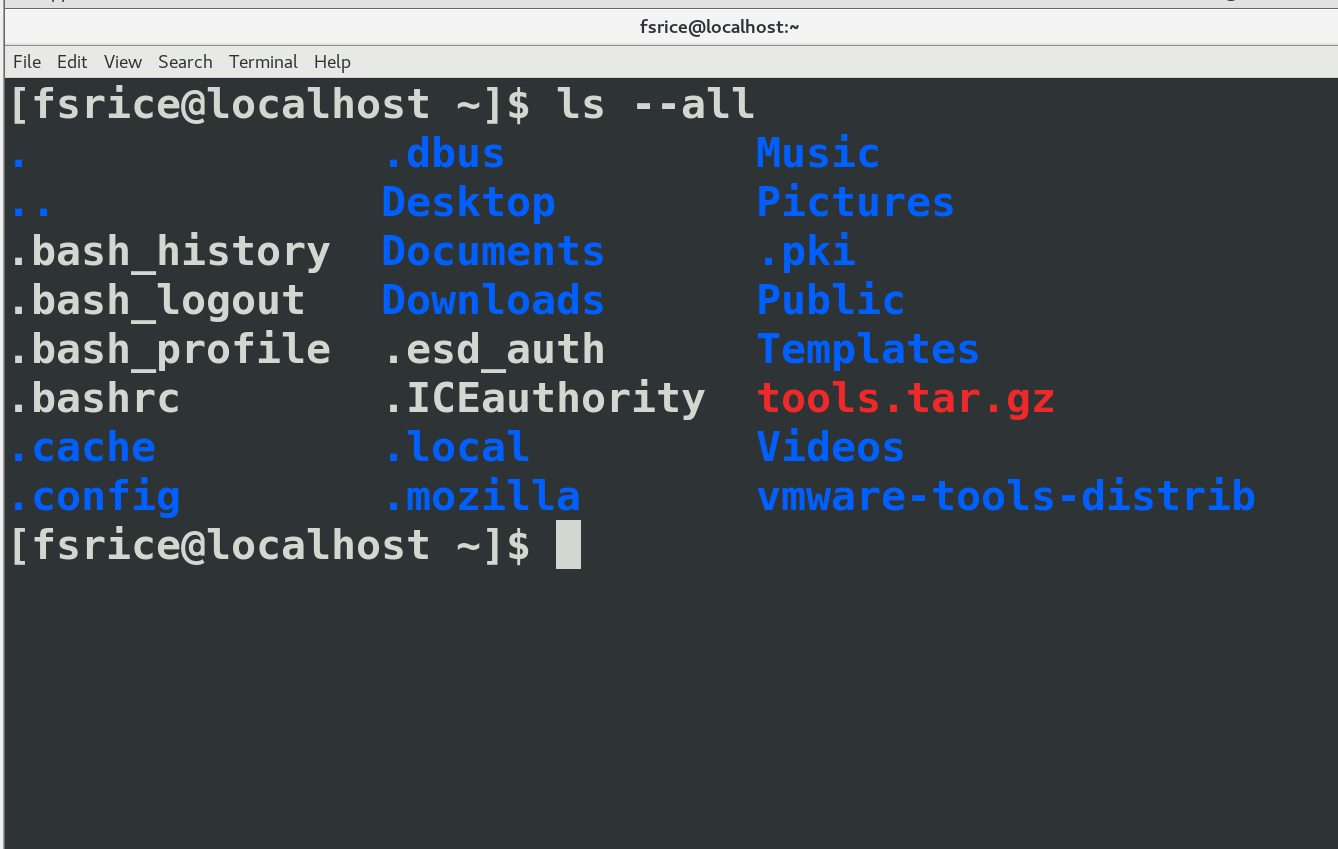 fsrice@localhost:~
File Edit View Search Terminal Help
[fsrice@localhost ~]$ ls --all
. .dbus Music
.. Desktop Pictures
.bash_history Documents .pki
.bash_logout Downloads Public
.bash_profile .esd_auth Templates
.bashrc .ICEauthority tools.tar.gz
.cache .local Videos
.config .mozilla vmware-tools-distrib
[fsrice@localhost ~]$